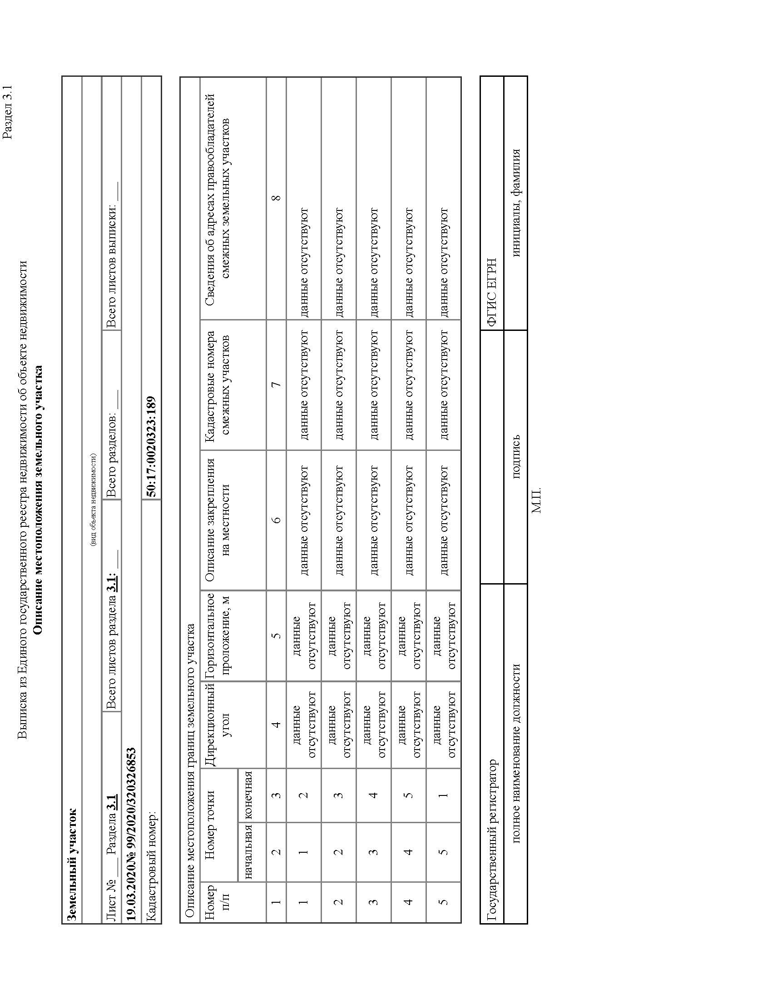 Раздел 3.1
Выписка из Единого государственного реестра недвижимости об объекте недвижимости
Описание местоположения земельного участка
Земельный участок
(вид объекта недвижимости)
Лист № ___ Раздела 3.1 Всего листов раздела 3.1: ___ Всего разделов: ___ Всего листов выписки: ___
19.03.2020№ 99/2020/320326853
Кадастровый номер: 50:17:0020323:189
Описание местоположения границ земельного участка
Номер п/п
Номер точки
начальная
конечная
Дирекционный угол
Горизонтальное проложение, м
Описание закрепления на местности
Кадастровые номера смежных участков
Сведения об адресах правообладателей смежных земельных участков
1 2 3 4 5 6 7 8
1 1 2 данные отсутствуют данные отсутствуют данные отсутствуют данные отсутствуют данные отсутствуют
2 2 3 данные отсутствуют данные отсутствуют данные отсутствуют данные отсутствуют данные отсутствуют
3 3 4 данные отсутствуют данные отсутствуют данные отсутствуют данные отсутствуют данные отсутствуют
4 4 5 данные отсутствуют данные отсутствуют данные отсутствуют данные отсутствуют данные отсутствуют
5 5 1 данные отсутствуют данные отсутствуют данные отсутствуют данные отсутствуют данные отсутствуют
Государственный регистратор ФГИС ЕГРН
полное наименование должности подпись инициалы, фамилия
М.П.